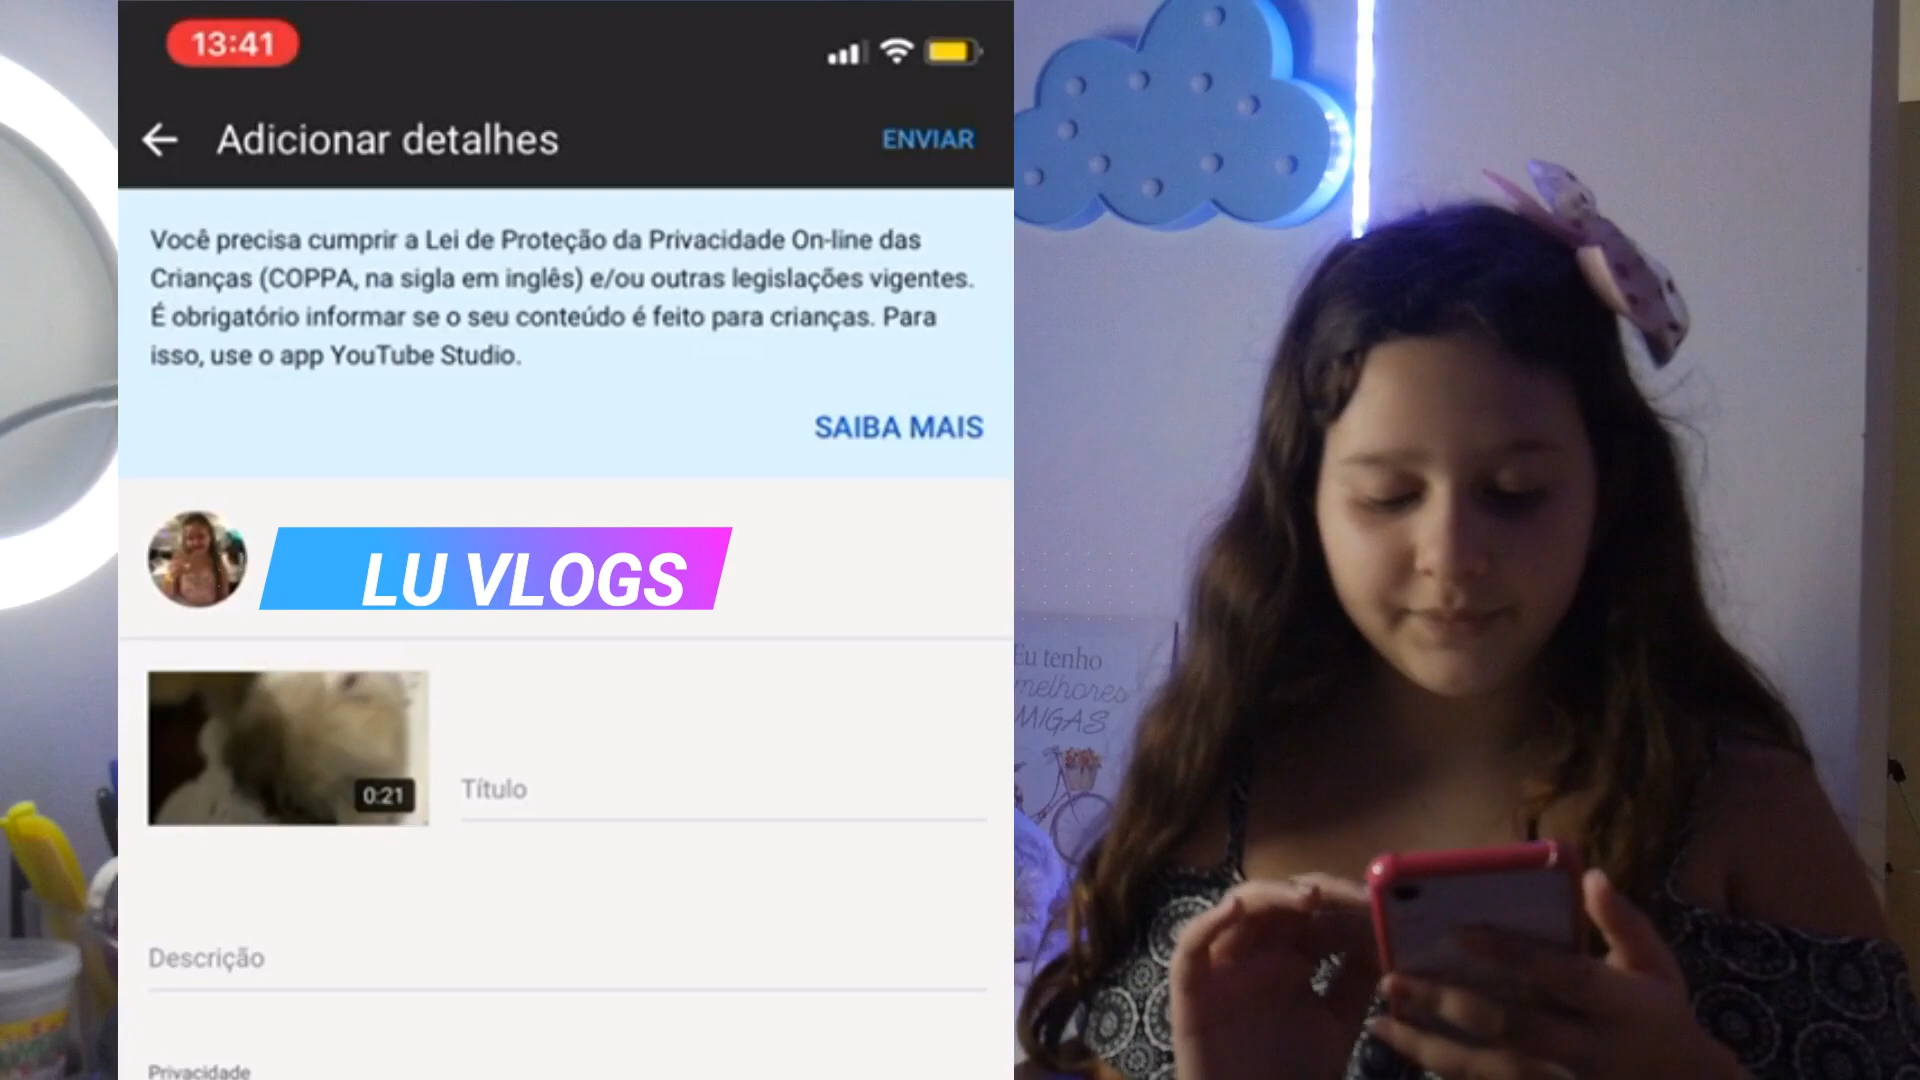 13:41
Adicionar detalhes
ENVIAR
Você precisa cumprir a Lei de Proteção da Privacidade On-line das
Crianças (COPPA, na sigla em inglês) e/ou outras legislações vigentes.
É obrigatório informar se o seu conteúdo é feito para crianças. Para
isso, use o app YouTube Studio.
SAIBA MAIS
LU VLOGS
0:21
Título
Descrição
Privacidade
Eu tenho
melhores
MIGAS